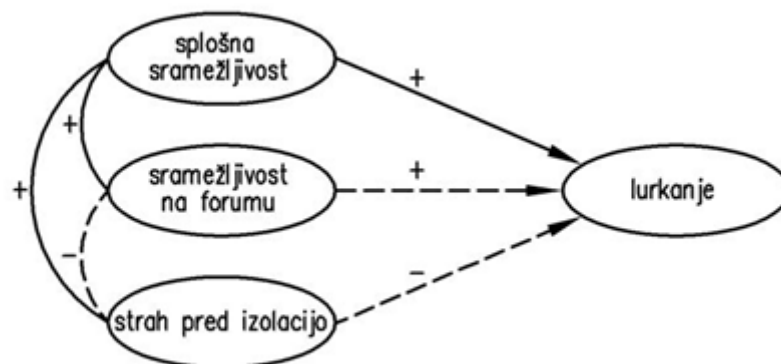 splošna
sramežljivost
+
+
+
sramežljivost
na forumu
+
lurkanje
-
-
strah pred izolacijo